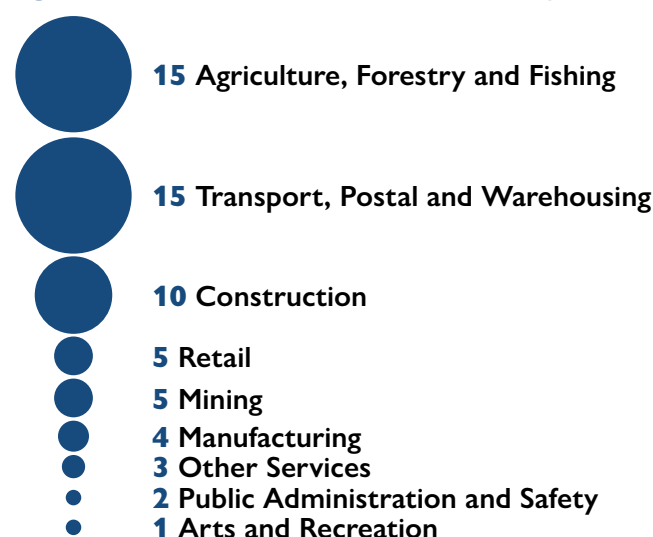 15 Agriculture, Forestry and Fishing
15 Transport, Postal and Warehousing
10 Construction
5 Retail
5 Mining
4 Manufacturing
3 Other Services
2 Public Administration and Safety
1 Arts and Recreation